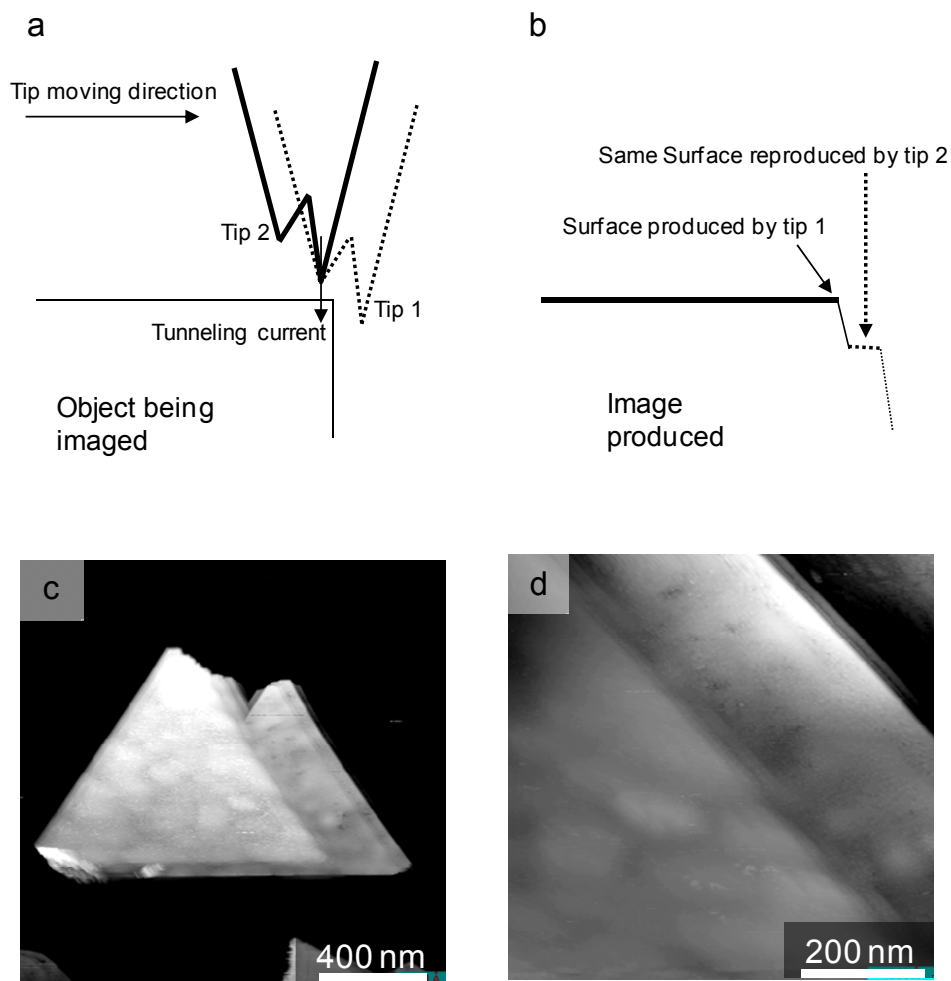 a
b
Tip moving direction
Same Surface reproduced by tip 2
Surface produced by tip 1
Tip 2
Tip 1
Tunneling current
Object being
imaged
Image
produced
c
d
400 nm
200 nm